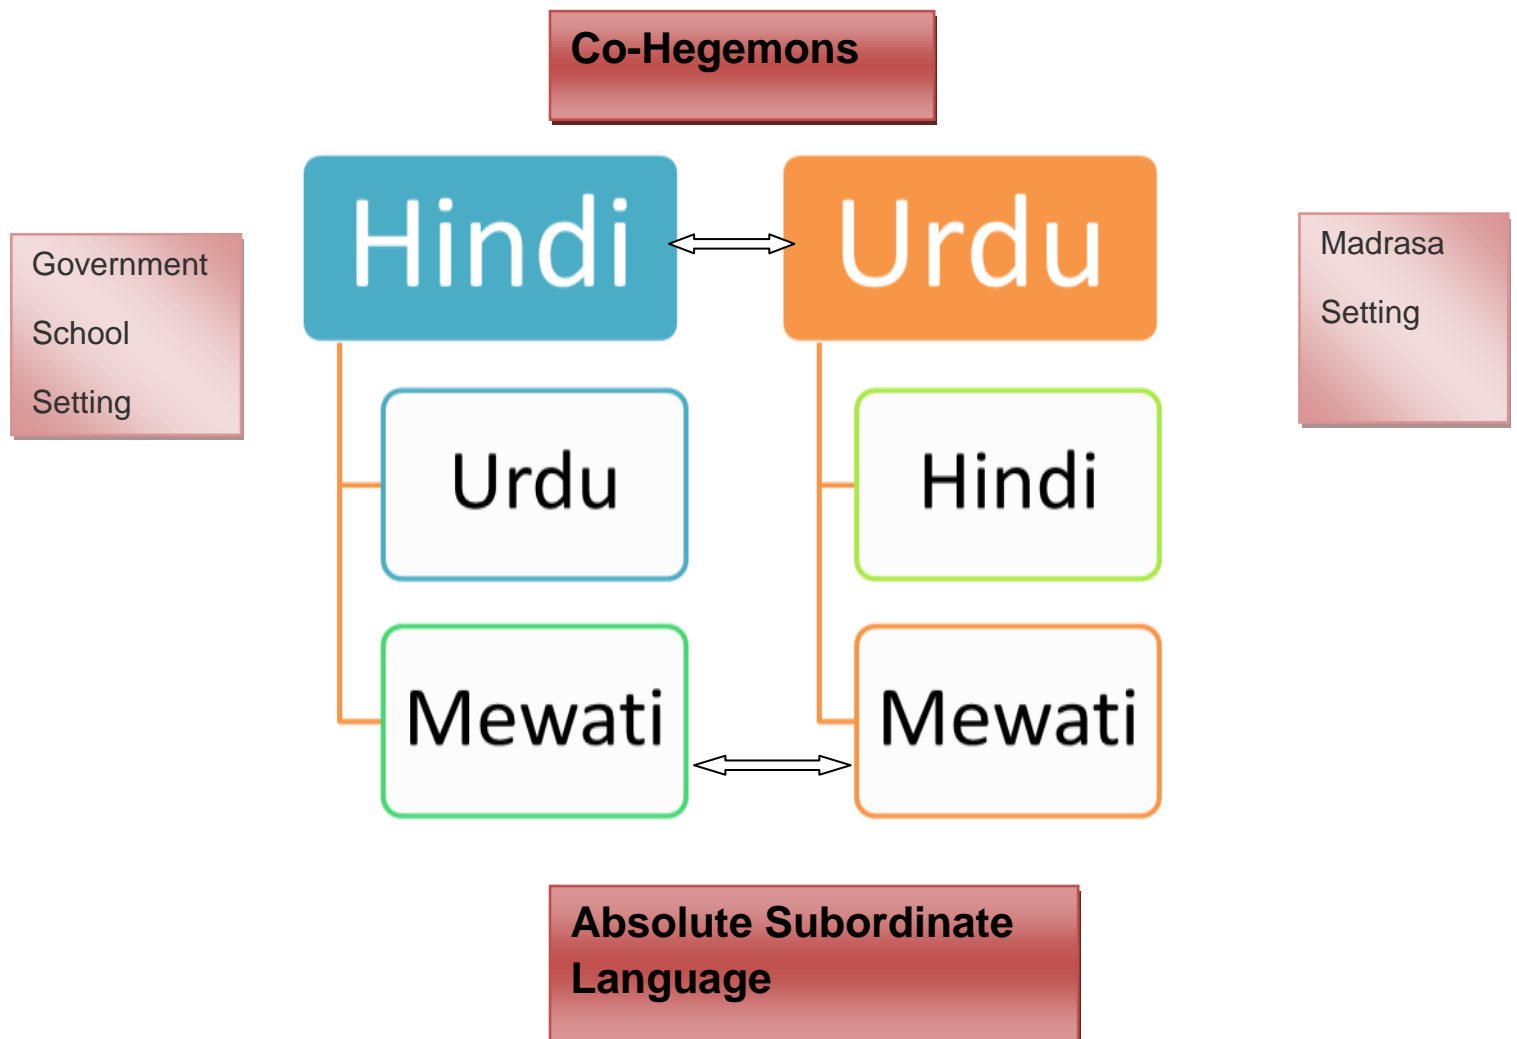 Co-Hegemons
Hindi
Urdu
Government
School
Setting
Madrasa
Setting
Urdu
Hindi
Mewati
Mewati
Absolute Subordinate
Language